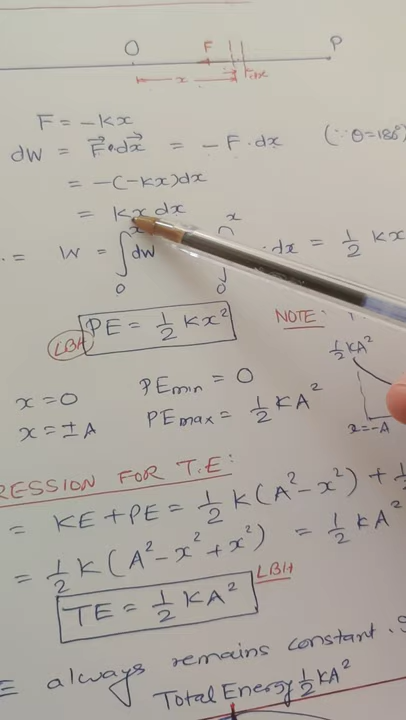 O F P
x dx
F = -kx
dW = F⃗·dx⃗ = -F·dx (∵ θ=180°)
= -(-kx)dx
= kx dx
W = ∫₀ˣ dW dx = 1/2 kx
LBH PE = 1/2 kx² NOTE:
1/2 kA²
x = 0 PEmin = 0
x = ±A PEmax = 1/2 kA² x=-A
RESSION FOR T.E:
= KE + PE = 1/2 k(A² - x²) +
= 1/2 k(A² - x² + x²) = 1/2 kA²
TE = 1/2 kA² LBH
always remains constant.
Total Energy 1/2 kA²